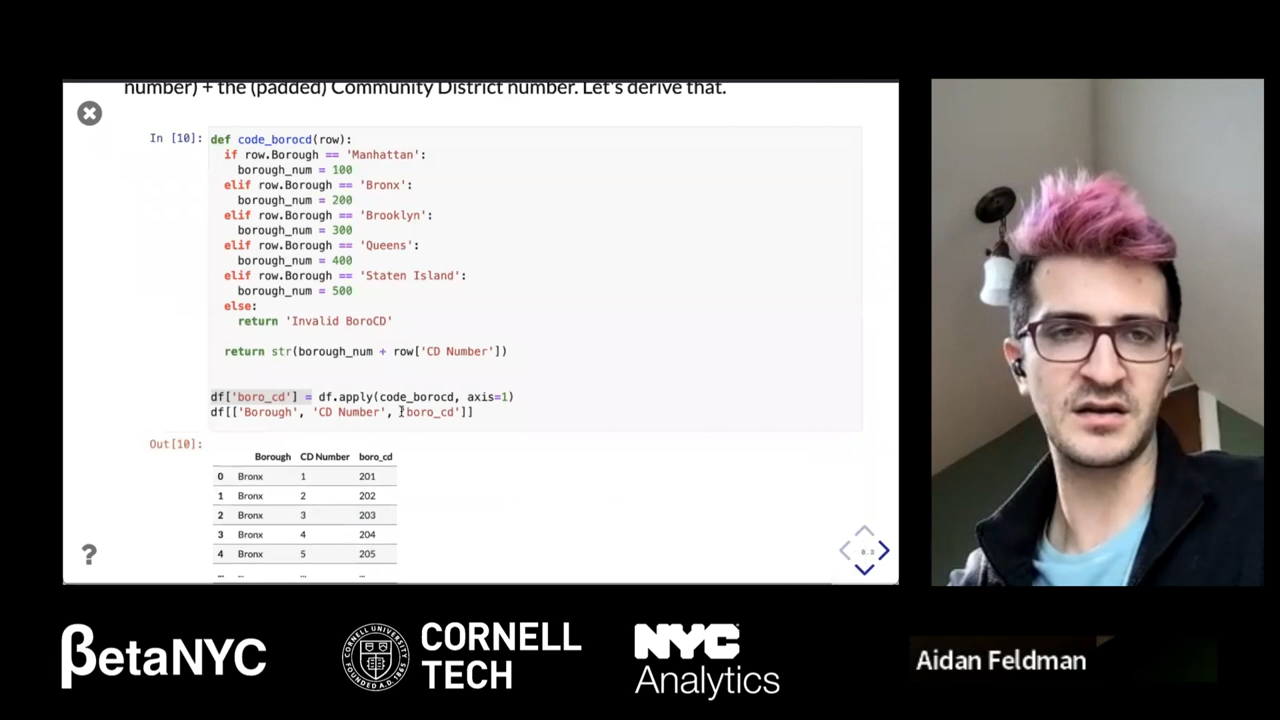 number) + the (padded) Community District number. Let's derive that.
In [10]: def code_borocd(row):
if row.Borough == 'Manhattan':
borough_num = 100
elif row.Borough == 'Bronx':
borough_num = 200
elif row.Borough == 'Brooklyn':
borough_num = 300
elif row.Borough == 'Queens':
borough_num = 400
elif row.Borough == 'Staten Island':
borough_num = 500
else:
return 'Invalid BoroCD'
return str(borough_num + row['CD Number'])
df['boro_cd'] = df.apply(code_borocd, axis=1)
df[['Borough', 'CD Number', 'boro_cd']]
Out[10]:
Borough CD Number boro_cd
0 Bronx 1 201
1 Bronx 2 202
2 Bronx 3 203
3 Bronx 4 204
4 Bronx 5 205
... ... ... ...
?
βetaNYC
CORNELL
TECH
NYC
Analytics
Aidan Feldman